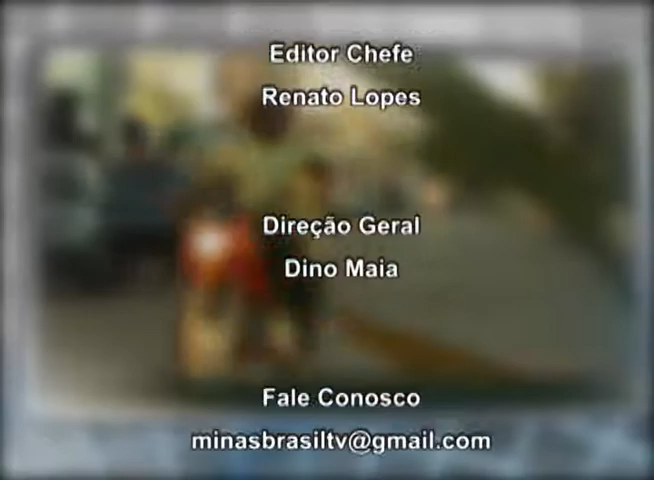 Editor Chefe
Renato Lopes
Direção Geral
Dino Maia
Fale Conosco
minasbrasiltv@gmail.com